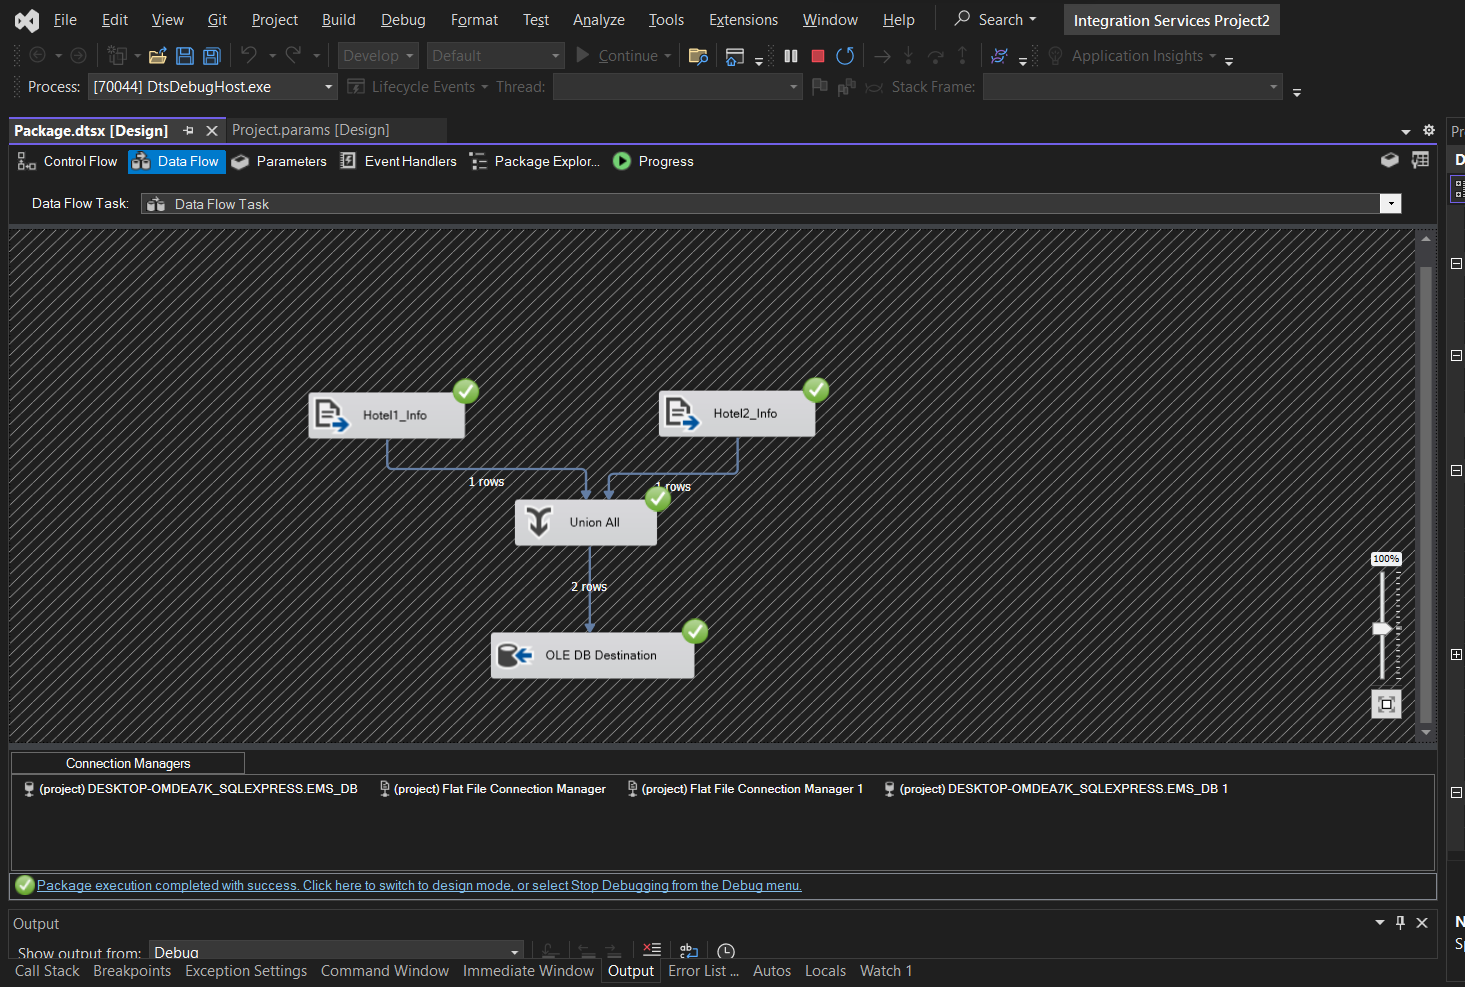 File Edit View Git Project Build Debug Format Test Analyze Tools Extensions Window Help Search Integration Services Project2
Develop Default Continue Application Insights
Process: [70044] DtsDebugHost.exe Lifecycle Events Thread: Stack Frame:
Package.dtsx [Design] Project.params [Design]
Control Flow Data Flow Parameters Event Handlers Package Explor... Progress
Data Flow Task: Data Flow Task
Hotel1_Info Hotel2_Info
1 rows 1 rows
Union All
100%
2 rows
OLE DB Destination
Connection Managers
(project) DESKTOP-OMDEA7K_SQLEXPRESS.EMS_DB (project) Flat File Connection Manager (project) Flat File Connection Manager 1 (project) DESKTOP-OMDEA7K_SQLEXPRESS.EMS_DB 1
Package execution completed with success. Click here to switch to design mode, or select Stop Debugging from the Debug menu.
Output
Show output from: Debug
Call Stack Breakpoints Exception Settings Command Window Immediate Window Output Error List ... Autos Locals Watch 1